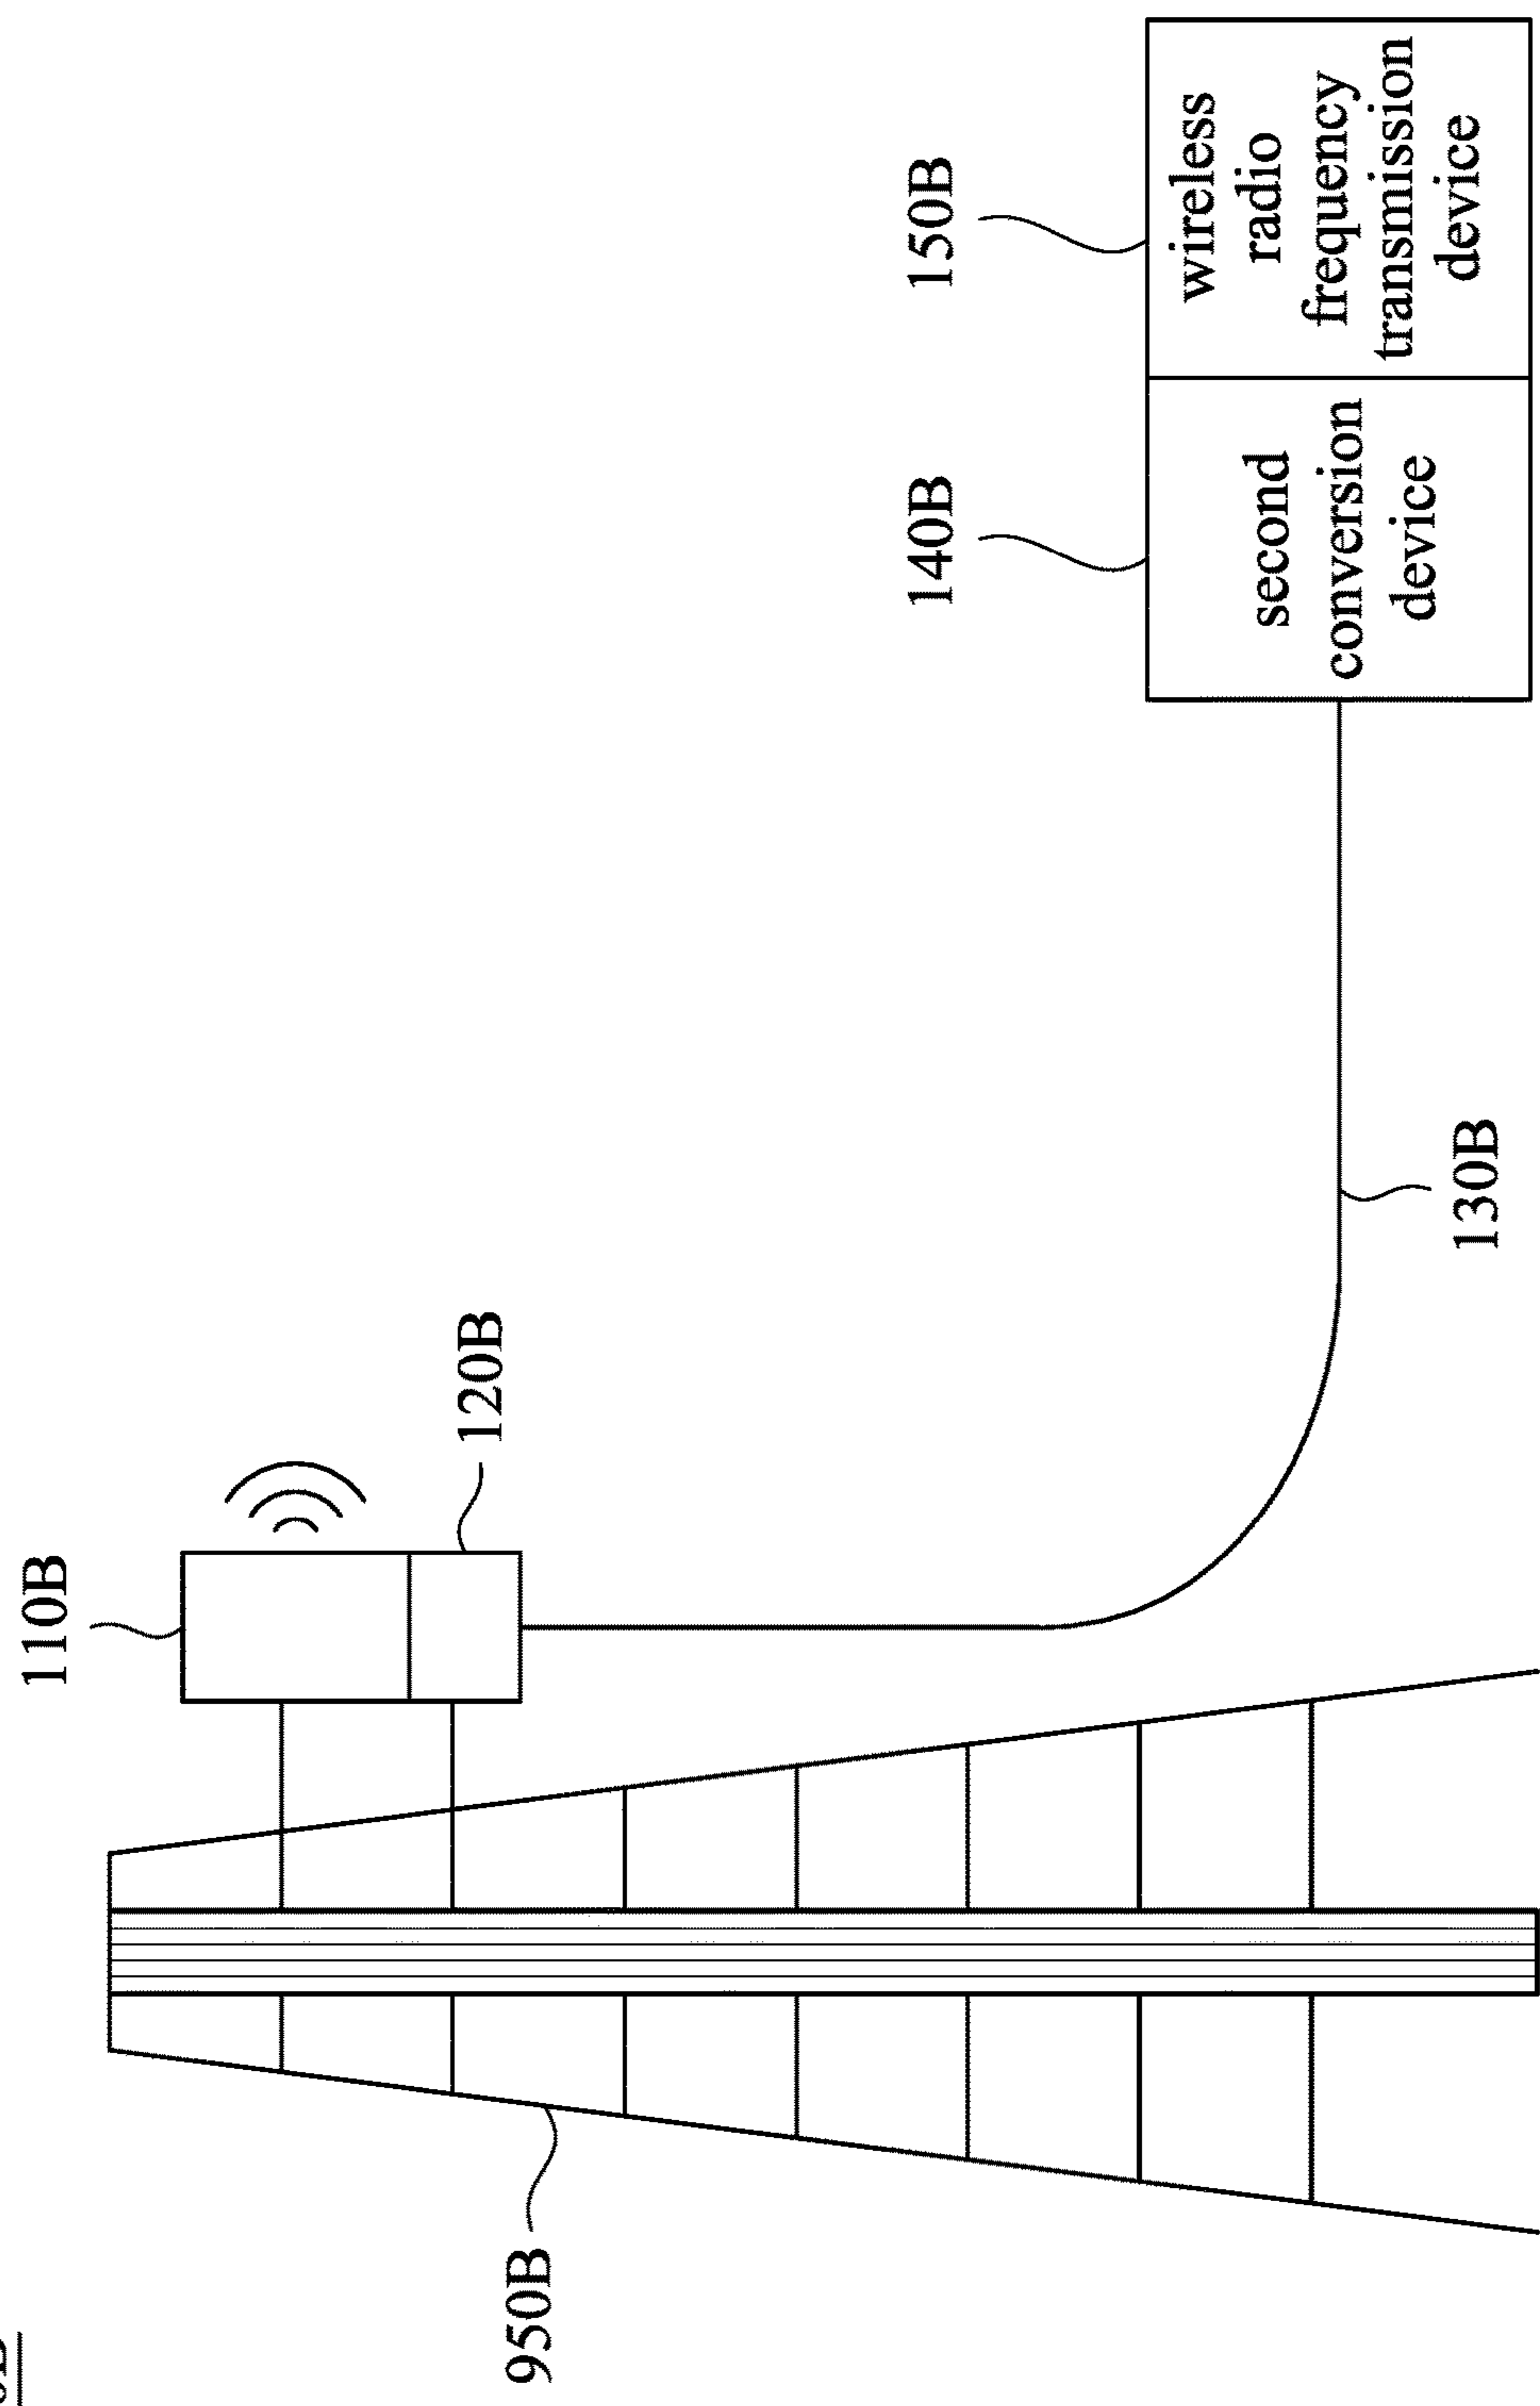 110B
120B
950B
140B
150B
second
conversion
device
wireless
radio
frequency
transmission
device
130B